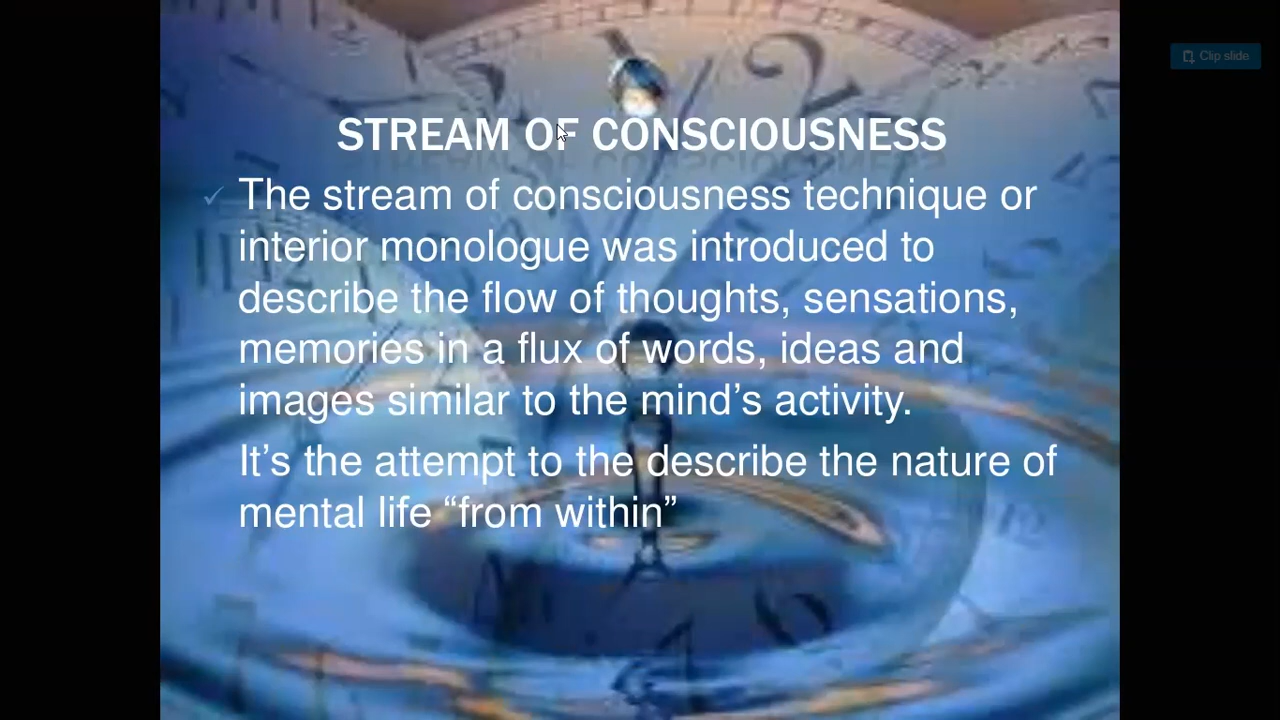 Clip slide
STREAM OF CONSCIOUSNESS
The stream of consciousness technique or
interior monologue was introduced to
describe the flow of thoughts, sensations,
memories in a flux of words, ideas and
images similar to the mind’s activity.
It’s the attempt to the describe the nature of
mental life “from within”